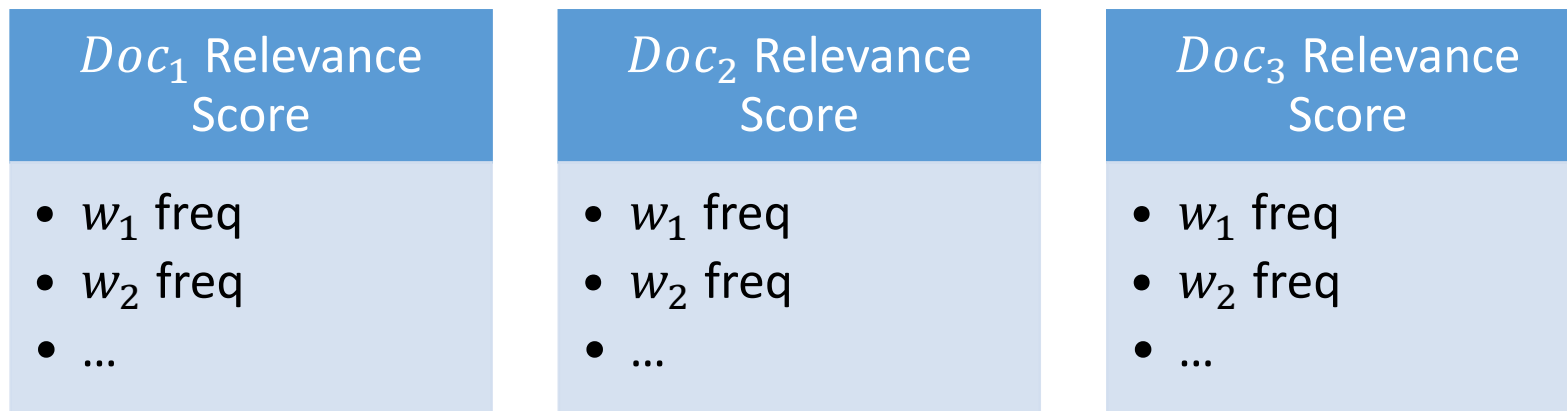 Doc₁ Relevance
Score
• w₁ freq
• w₂ freq
• ...
Doc₂ Relevance
Score
• w₁ freq
• w₂ freq
• ...
Doc₃ Relevance
Score
• w₁ freq
• w₂ freq
• ...